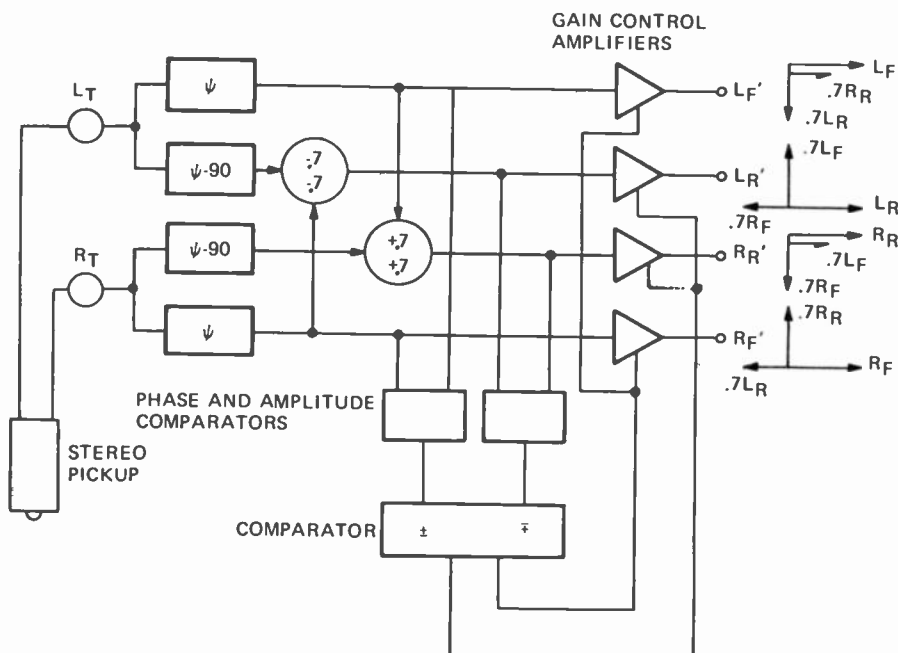 GAIN CONTROL
AMPLIFIERS
LT
ψ
LF'
LF
.7RR
.7LR
ψ-90
-.7
-.7
LR'
.7LF
.7RF
LR
RT
ψ-90
+.7
+.7
RR'
RR
.7LF
.7RF
ψ
RF'
.7RR
.7LR
RF
PHASE AND AMPLITUDE
COMPARATORS
STEREO
PICKUP
COMPARATOR
±
∓